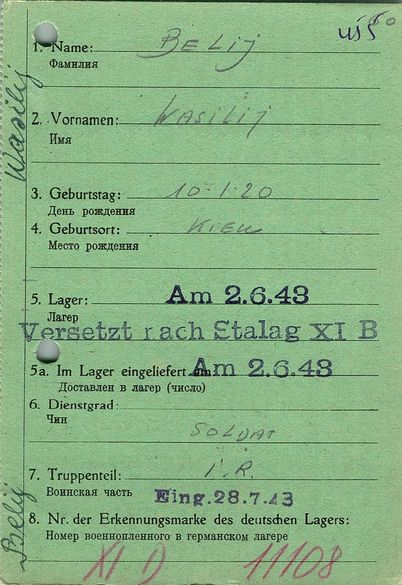 1. Name: BELIJ
Фамилия
2. Vornamen: WASILIJ
Имя
3. Geburtstag: 10.1.20
День рождения
4. Geburtsort: KIEW
Место рождения
5. Lager: Am 2.6.43
Лагер
Versetzt nach Stalag XI B
5a. Im Lager eingeliefert am Am 2.6.43
Доставлен в лагер (число)
6. Dienstgrad:
Чин
SOLDAT
7. Truppenteil: I.R.
Воинская часть
Eing.28.7.43
8. Nr. der Erkennungsmarke des deutschen Lagers:
Номер военнопленного в германском лагере
XI D 11108
Wasilij
Belij